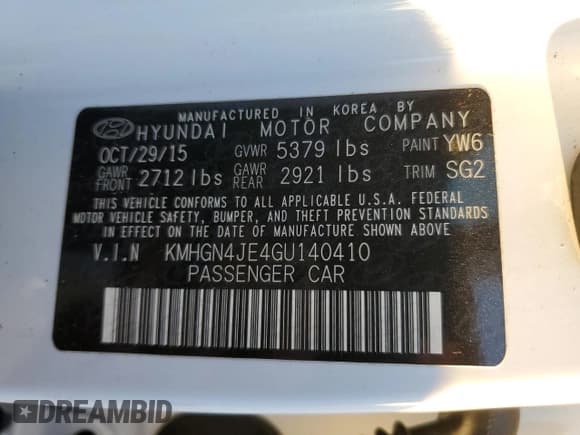 MANUFACTURED IN KOREA BY
HYUNDAI MOTOR COMPANY
OCT/29/15 GVWR 5379 lbs PAINT YW6
GAWR FRONT 2712 lbs GAWR REAR 2921 lbs TRIM SG2
THIS VEHICLE CONFORMS TO ALL APPLICABLE U.S.A. FEDERAL
MOTOR VEHICLE SAFETY, BUMPER, AND THEFT PREVENTION STANDARDS
IN EFFECT ON THE DATE OF MANUFACTURE SHOWN ABOVE.
V.I.N KMHGN4JE4GU140410
PASSENGER CAR
DREAMBID